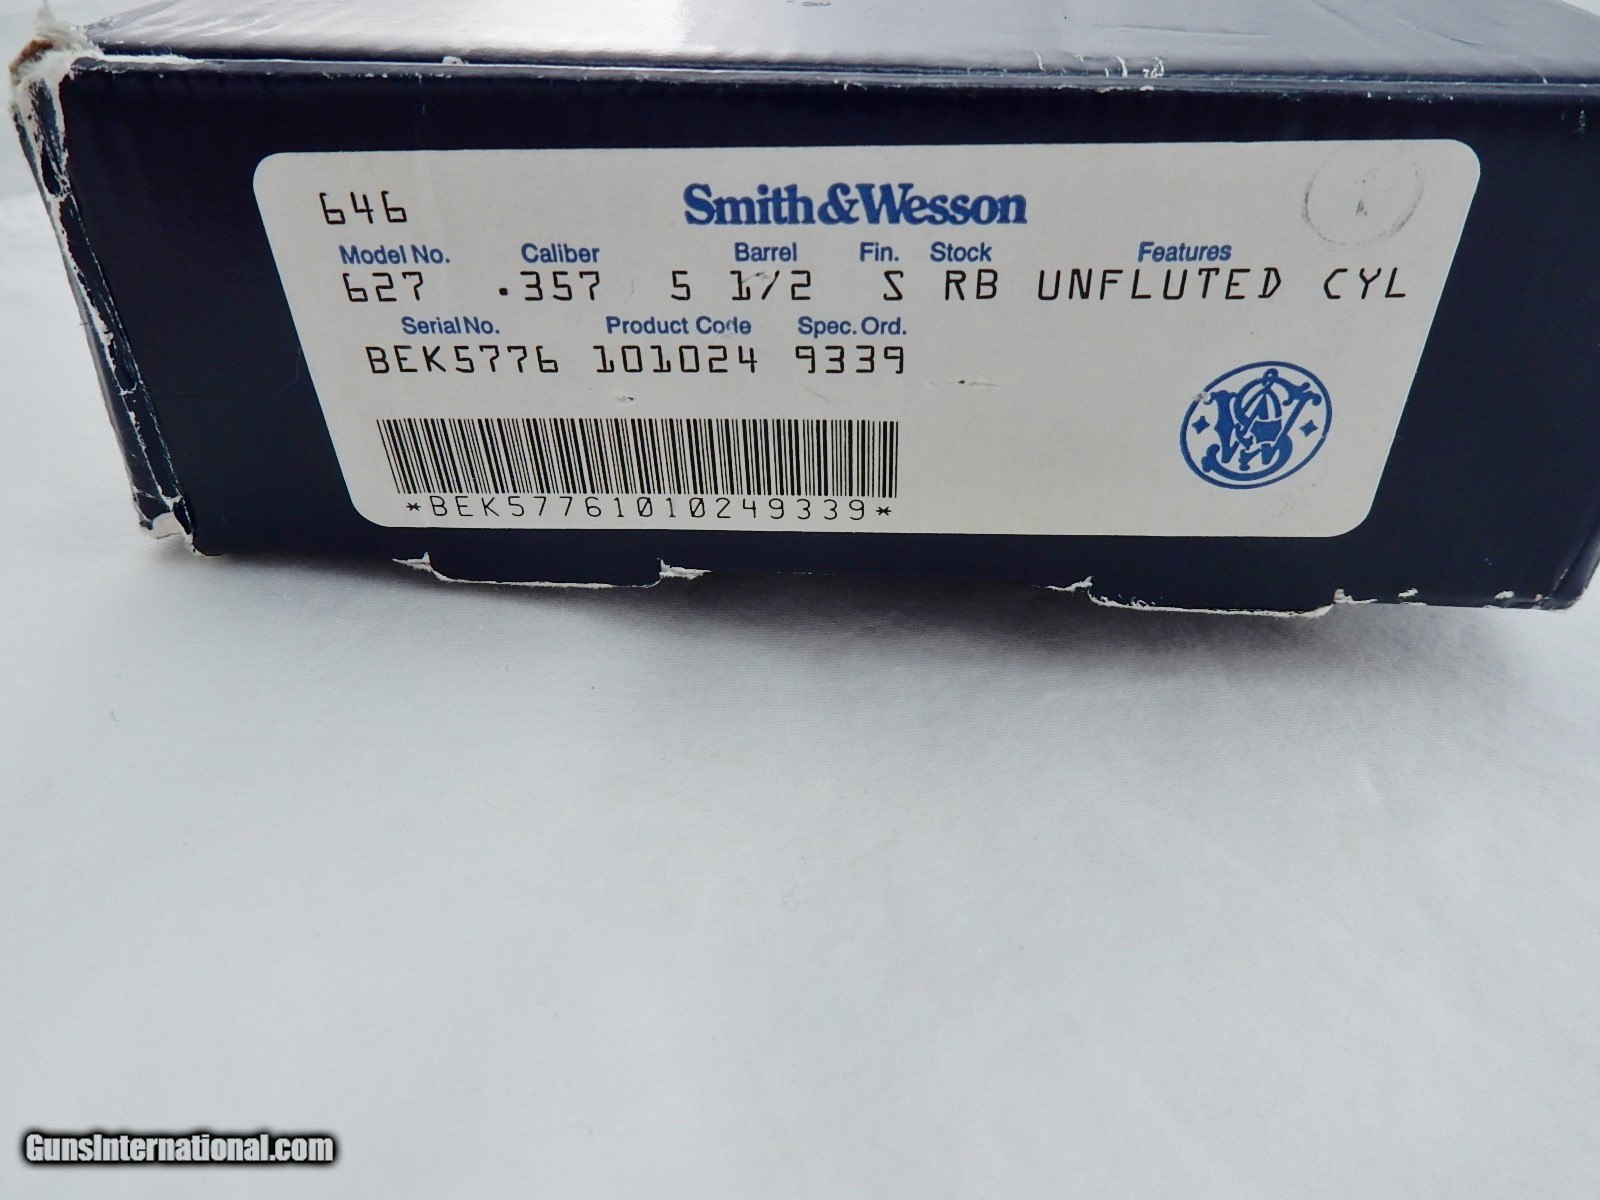 646
Smith & Wesson
Model No. Caliber Barrel Fin. Stock Features
627 .357 5 1/2 S RB UNFLUTED CYL
Serial No. Product Code Spec. Ord.
BEK5776 101024 9339
*BEK57761010249339*
GunsInternational.com